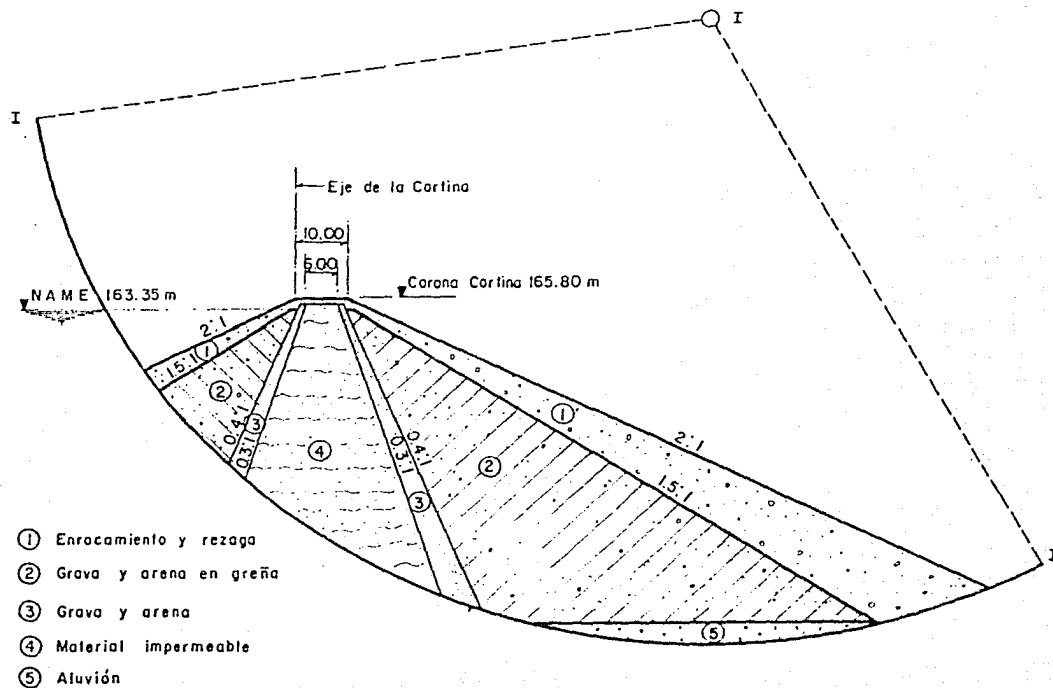 I
I
Eje de la Cortina
10.00
6.00
NAME 163.35 m
Corona Cortina 165.80 m
2:1
1
1.5:1
2
0.4:1
3
0.3:1
4
0.4:1
0.3:1
3
2
1
2:1
1.5:1
I
5
1 Enrocamiento y rezaga
2 Grava y arena en greña
3 Grava y arena
4 Material impermeable
5 Aluvión